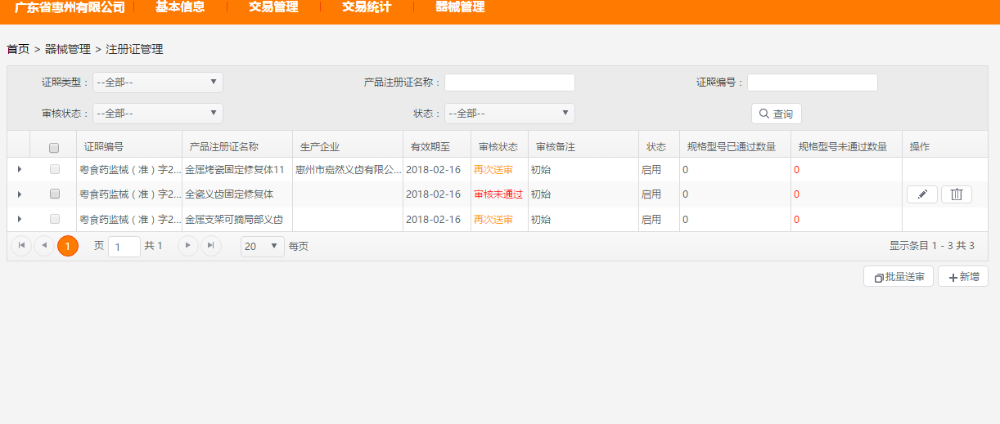 广东省惠州有限公司 基本信息 交易管理 交易统计 器械管理
首页 > 器械管理 > 注册证管理
证照类型： --全部-- 产品注册证名称： 证照编号：
审核状态： --全部-- 状态： --全部-- 查询
证照编号 产品注册证名称 生产企业 有效期至 审核状态 审核备注 状态 规格型号已通过数量 规格型号未通过数量 操作
粤食药监械（准）字2... 金属烤瓷固定修复体11 惠州市嘉然义齿有限公... 2018-02-16 再次送审 初始 启用 0 0
粤食药监械（准）字2... 全瓷义齿固定修复体 2018-02-16 审核未通过 初始 启用 0 0
粤食药监械（准）字2... 金属支架可摘局部义齿 2018-02-16 再次送审 初始 启用 0 0
1 页 1 共 1 20 每页 显示条目 1 - 3 共 3
批量送审 新增